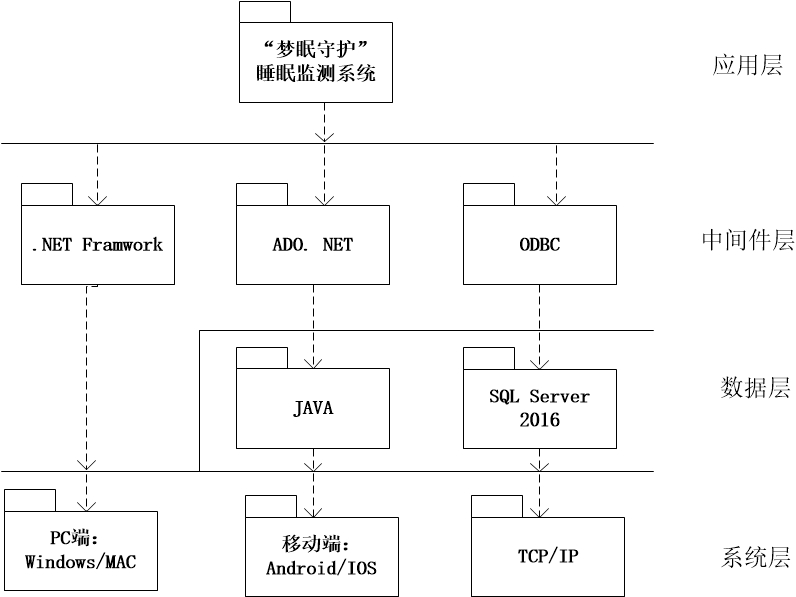 “梦眠守护”
睡眠监测系统
应用层
.NET Framwork
ADO. NET
ODBC
中间件层
JAVA
SQL Server
2016
数据层
PC端：
Windows/MAC
移动端：
Android/IOS
TCP/IP
系统层